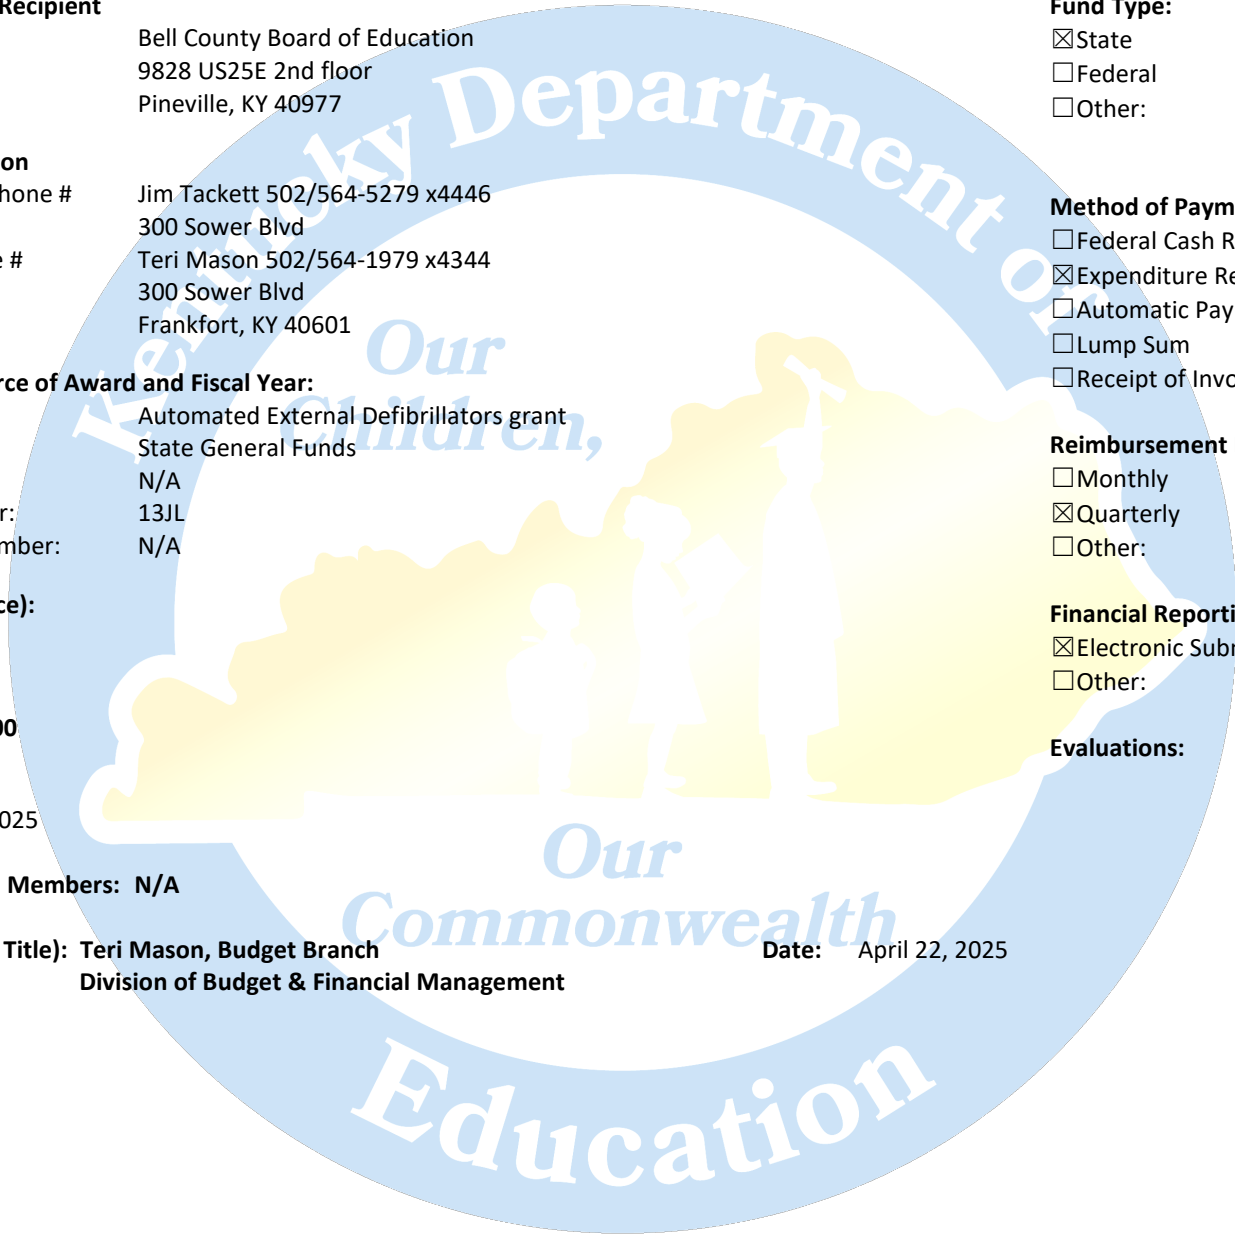 Recipient
Bell County Board of Education
9828 US25E 2nd floor
Pineville, KY 40977
on
hone # Jim Tackett 502/564-5279 x4446
300 Sower Blvd
e # Teri Mason 502/564-1979 x4344
300 Sower Blvd
Frankfort, KY 40601
rce of Award and Fiscal Year:
Automated External Defibrillators grant
State General Funds
N/A
r: 13JL
mber: N/A
ce):
00
025
Members: N/A
Title): Teri Mason, Budget Branch Date: April 22, 2025
Division of Budget & Financial Management
Fund Type:
☒State
☐Federal
☐Other:
Method of Paym
☐Federal Cash R
☒Expenditure Re
☐Automatic Pay
☐Lump Sum
☐Receipt of Invo
Reimbursement
☐Monthly
☒Quarterly
☐Other:
Financial Reporti
☒Electronic Subr
☐Other:
Evaluations:
Kentucky Department of
Education
Our
Children,
Our
Commonwealth